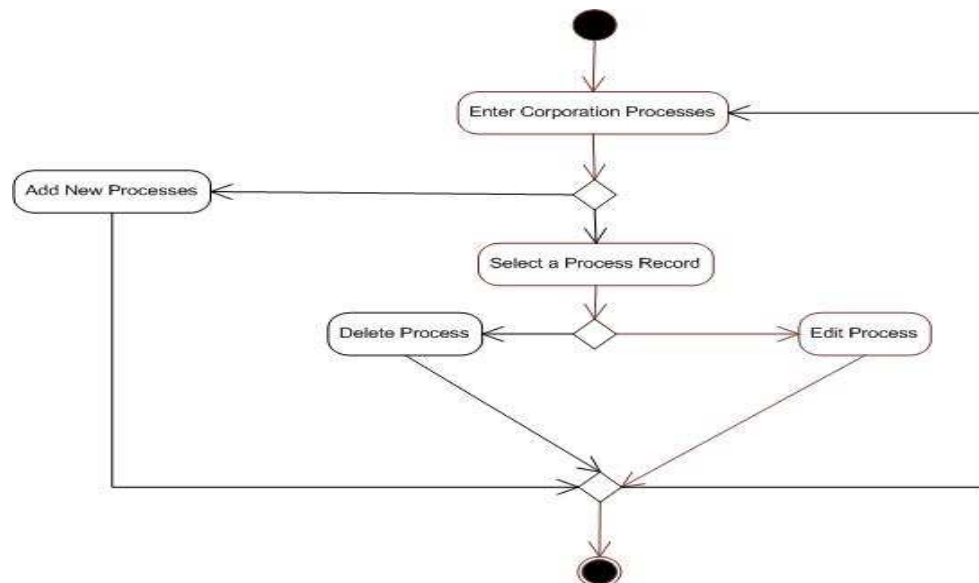 Enter Corporation Processes
Add New Processes
Select a Process Record
Delete Process
Edit Process